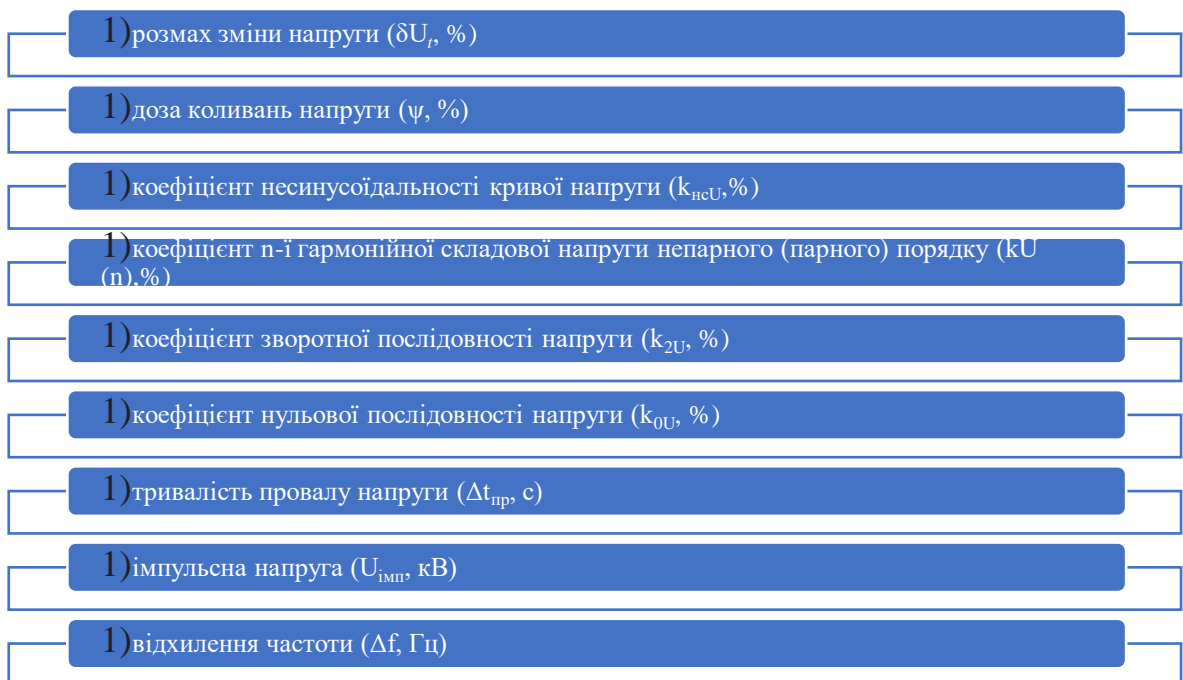 1)розмах зміни напруги (δUt, %)
1)доза коливань напруги (ψ, %)
1)коефіцієнт несинусоїдальності кривої напруги (kнсU,%)
1)коефіцієнт n-ї гармонійної складової напруги непарного (парного) порядку (kU
(n),%)
1)коефіцієнт зворотної послідовності напруги (k2U, %)
1)коефіцієнт нульової послідовності напруги (k0U, %)
1)тривалість провалу напруги (Δtпр, с)
1)імпульсна напруга (Uімп, кВ)
1)відхилення частоти (Δf, Гц)